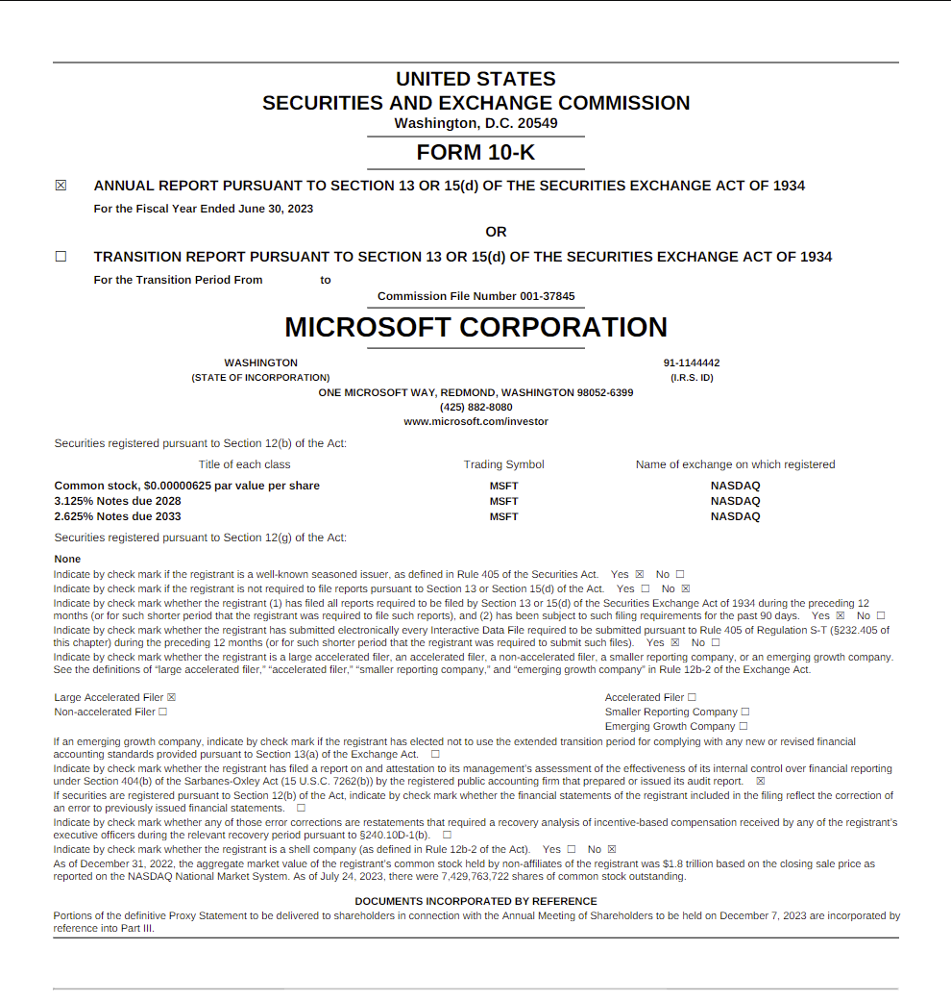 UNITED STATES
SECURITIES AND EXCHANGE COMMISSION
Washington, D.C. 20549
FORM 10-K
☒ ANNUAL REPORT PURSUANT TO SECTION 13 OR 15(d) OF THE SECURITIES EXCHANGE ACT OF 1934
For the Fiscal Year Ended June 30, 2023
OR
☐ TRANSITION REPORT PURSUANT TO SECTION 13 OR 15(d) OF THE SECURITIES EXCHANGE ACT OF 1934
For the Transition Period From to
Commission File Number 001-37845
MICROSOFT CORPORATION
WASHINGTON 91-1144442
(STATE OF INCORPORATION) (I.R.S. ID)
ONE MICROSOFT WAY, REDMOND, WASHINGTON 98052-6399
(425) 882-8080
www.microsoft.com/investor
Securities registered pursuant to Section 12(b) of the Act:
Title of each class Trading Symbol Name of exchange on which registered
Common stock, $0.00000625 par value per share MSFT NASDAQ
3.125% Notes due 2028 MSFT NASDAQ
2.625% Notes due 2033 MSFT NASDAQ
Securities registered pursuant to Section 12(g) of the Act:
None
Indicate by check mark if the registrant is a well-known seasoned issuer, as defined in Rule 405 of the Securities Act. Yes ☒ No ☐
Indicate by check mark if the registrant is not required to file reports pursuant to Section 13 or Section 15(d) of the Act. Yes ☐ No ☒
Indicate by check mark whether the registrant (1) has filed all reports required to be filed by Section 13 or 15(d) of the Securities Exchange Act of 1934 during the preceding 12
months (or for such shorter period that the registrant was required to file such reports), and (2) has been subject to such filing requirements for the past 90 days. Yes ☒ No ☐
Indicate by check mark whether the registrant has submitted electronically every Interactive Data File required to be submitted pursuant to Rule 405 of Regulation S-T (§232.405 of
this chapter) during the preceding 12 months (or for such shorter period that the registrant was required to submit such files). Yes ☒ No ☐
Indicate by check mark whether the registrant is a large accelerated filer, an accelerated filer, a non-accelerated filer, a smaller reporting company, or an emerging growth company.
See the definitions of “large accelerated filer,” “accelerated filer,” “smaller reporting company,” and “emerging growth company” in Rule 12b-2 of the Exchange Act.
Large Accelerated Filer ☒ Accelerated Filer ☐
Non-accelerated Filer ☐ Smaller Reporting Company ☐
Emerging Growth Company ☐
If an emerging growth company, indicate by check mark if the registrant has elected not to use the extended transition period for complying with any new or revised financial
accounting standards provided pursuant to Section 13(a) of the Exchange Act. ☐
Indicate by check mark whether the registrant has filed a report on and attestation to its management’s assessment of the effectiveness of its internal control over financial reporting
under Section 404(b) of the Sarbanes-Oxley Act (15 U.S.C. 7262(b)) by the registered public accounting firm that prepared or issued its audit report. ☒
If securities are registered pursuant to Section 12(b) of the Act, indicate by check mark whether the financial statements of the registrant included in the filing reflect the correction of
an error to previously issued financial statements. ☐
Indicate by check mark whether any of those error corrections are restatements that required a recovery analysis of incentive-based compensation received by any of the registrant’s
executive officers during the relevant recovery period pursuant to §240.10D-1(b). ☐
Indicate by check mark whether the registrant is a shell company (as defined in Rule 12b-2 of the Act). Yes ☐ No ☒
As of December 31, 2022, the aggregate market value of the registrant’s common stock held by non-affiliates of the registrant was $1.8 trillion based on the closing sale price as
reported on the NASDAQ National Market System. As of July 24, 2023, there were 7,429,763,722 shares of common stock outstanding.
DOCUMENTS INCORPORATED BY REFERENCE
Portions of the definitive Proxy Statement to be delivered to shareholders in connection with the Annual Meeting of Shareholders to be held on December 7, 2023 are incorporated by
reference into Part III.